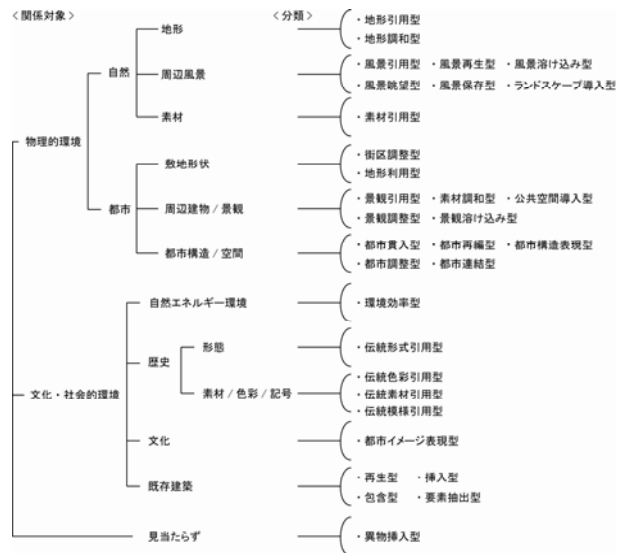 ＜関係対象＞ ＜分類＞
地形
・地形引用型
・地形調和型
自然
周辺風景
・風景引用型 ・風景再生型 ・風景溶け込み型
・風景眺望型 ・風景保存型 ・ランドスケープ導入型
素材
・素材引用型
物理的環境
敷地形状
・街区調整型
・地形利用型
都市
周辺建物 / 景観
・景観引用型 ・素材調和型 ・公共空間導入型
・景観調整型 ・景観溶け込み型
都市構造 / 空間
・都市貫入型 ・都市再編型 ・都市構造表現型
・都市調整型 ・都市連結型
自然エネルギー環境
・環境効率型
歴史
形態
・伝統形式引用型
素材 / 色彩 / 記号
・伝統色彩引用型
・伝統素材引用型
・伝統模様引用型
文化・社会的環境
文化
・都市イメージ表現型
既存建築
・再生型 ・挿入型
・包含型 ・要素抽出型
見当たらず
・異物挿入型